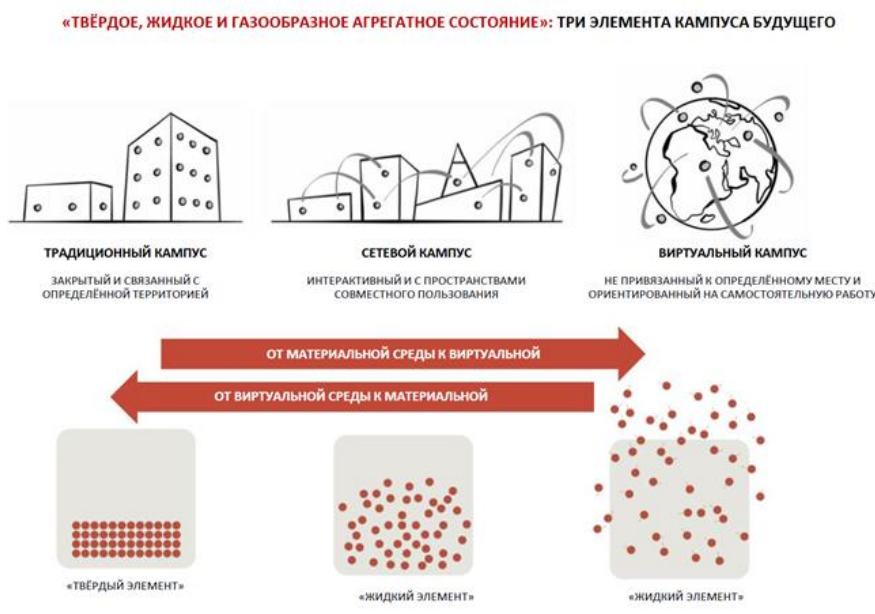 «ТВЁРДОЕ, ЖИДКОЕ И ГАЗООБРАЗНОЕ АГРЕГАТНОЕ СОСТОЯНИЕ»: ТРИ ЭЛЕМЕНТА КАМПУСА БУДУЩЕГО
ТРАДИЦИОННЫЙ КАМПУС
ЗАКРЫТЫЙ И СВЯЗАННЫЙ С
ОПРЕДЕЛЁННОЙ ТЕРРИТОРИЕЙ
СЕТЕВОЙ КАМПУС
ИНТЕРАКТИВНЫЙ И С ПРОСТРАНСТВАМИ
СОВМЕСТНОГО ПОЛЬЗОВАНИЯ
ВИРТУАЛЬНЫЙ КАМПУС
НЕ ПРИВЯЗАННЫЙ К ОПРЕДЕЛЁННОМУ МЕСТУ И
ОРИЕНТИРОВАННЫЙ НА САМОСТОЯТЕЛЬНУЮ РАБОТУ
ОТ МАТЕРИАЛЬНОЙ СРЕДЫ К ВИРТУАЛЬНОЙ
ОТ ВИРТУАЛЬНОЙ СРЕДЫ К МАТЕРИАЛЬНОЙ
«ТВЁРДЫЙ ЭЛЕМЕНТ»
«ЖИДКИЙ ЭЛЕМЕНТ»
«ЖИДКИЙ ЭЛЕМЕНТ»